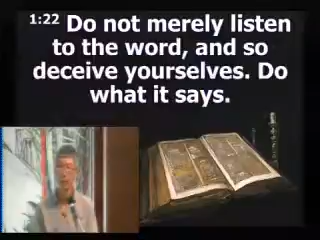 1:22 Do not merely listen
to the word, and so
deceive yourselves. Do
what it says.